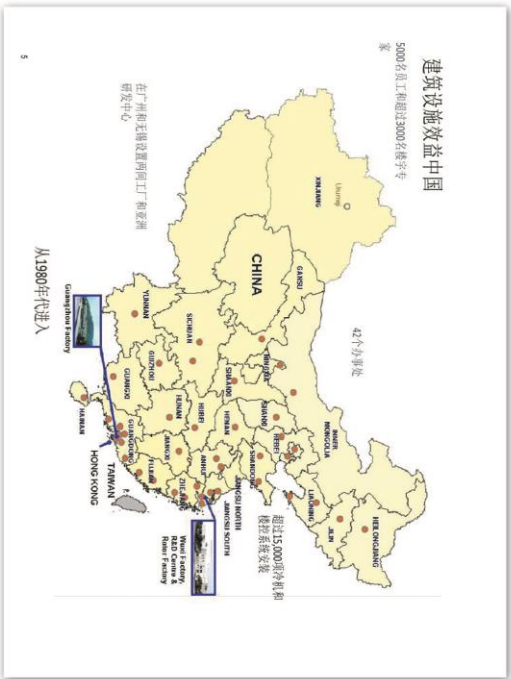 建筑设施效益中国
5000名员工和超过3000名楼宇专
家
在广州和无锡设置两间工厂和亚洲
研发中心
从1980年代进入
42个办事处
超过15,000项冷机和
楼控系统安装
Urumqi
XINJIANG
GANSU
CHINA
INNER
MONGOLIA
HEILONGJIANG
JILIN
LIAONING
HEBEI
SHANXI
SHANDONG
NINGXIA
SHAANXI
HENAN
JIANGSU NORTH
JIANGSU SOUTH
ANHUI
HUBEI
SICHUAN
ZHEJIANG
JIANGXI
HUNAN
GUIZHOU
YUNNAN
FUJIAN
GUANGDONG
GUANGXI
HAINAN
TAIWAN
HONG KONG
Guangzhou Factory
Wuxi Factory,
R&D Centre &
Rotor Factory
5